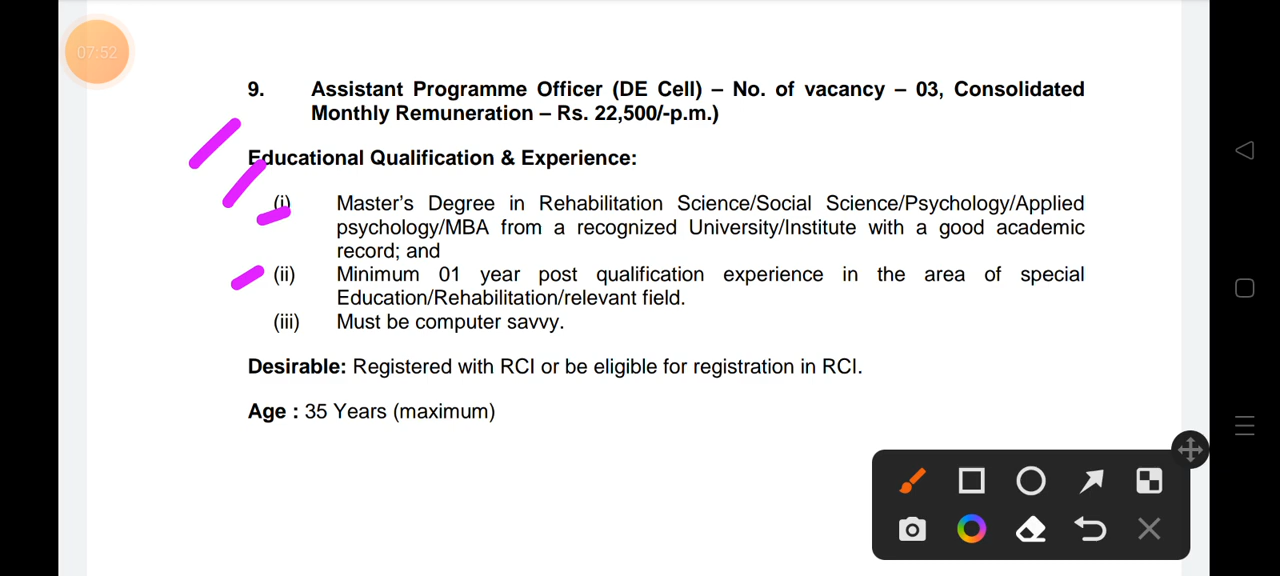 07:52
9. Assistant Programme Officer (DE Cell) – No. of vacancy – 03, Consolidated
Monthly Remuneration – Rs. 22,500/-p.m.)
Educational Qualification & Experience:
(i) Master’s Degree in Rehabilitation Science/Social Science/Psychology/Applied
psychology/MBA from a recognized University/Institute with a good academic
record; and
(ii) Minimum 01 year post qualification experience in the area of special
Education/Rehabilitation/relevant field.
(iii) Must be computer savvy.
Desirable: Registered with RCI or be eligible for registration in RCI.
Age : 35 Years (maximum)